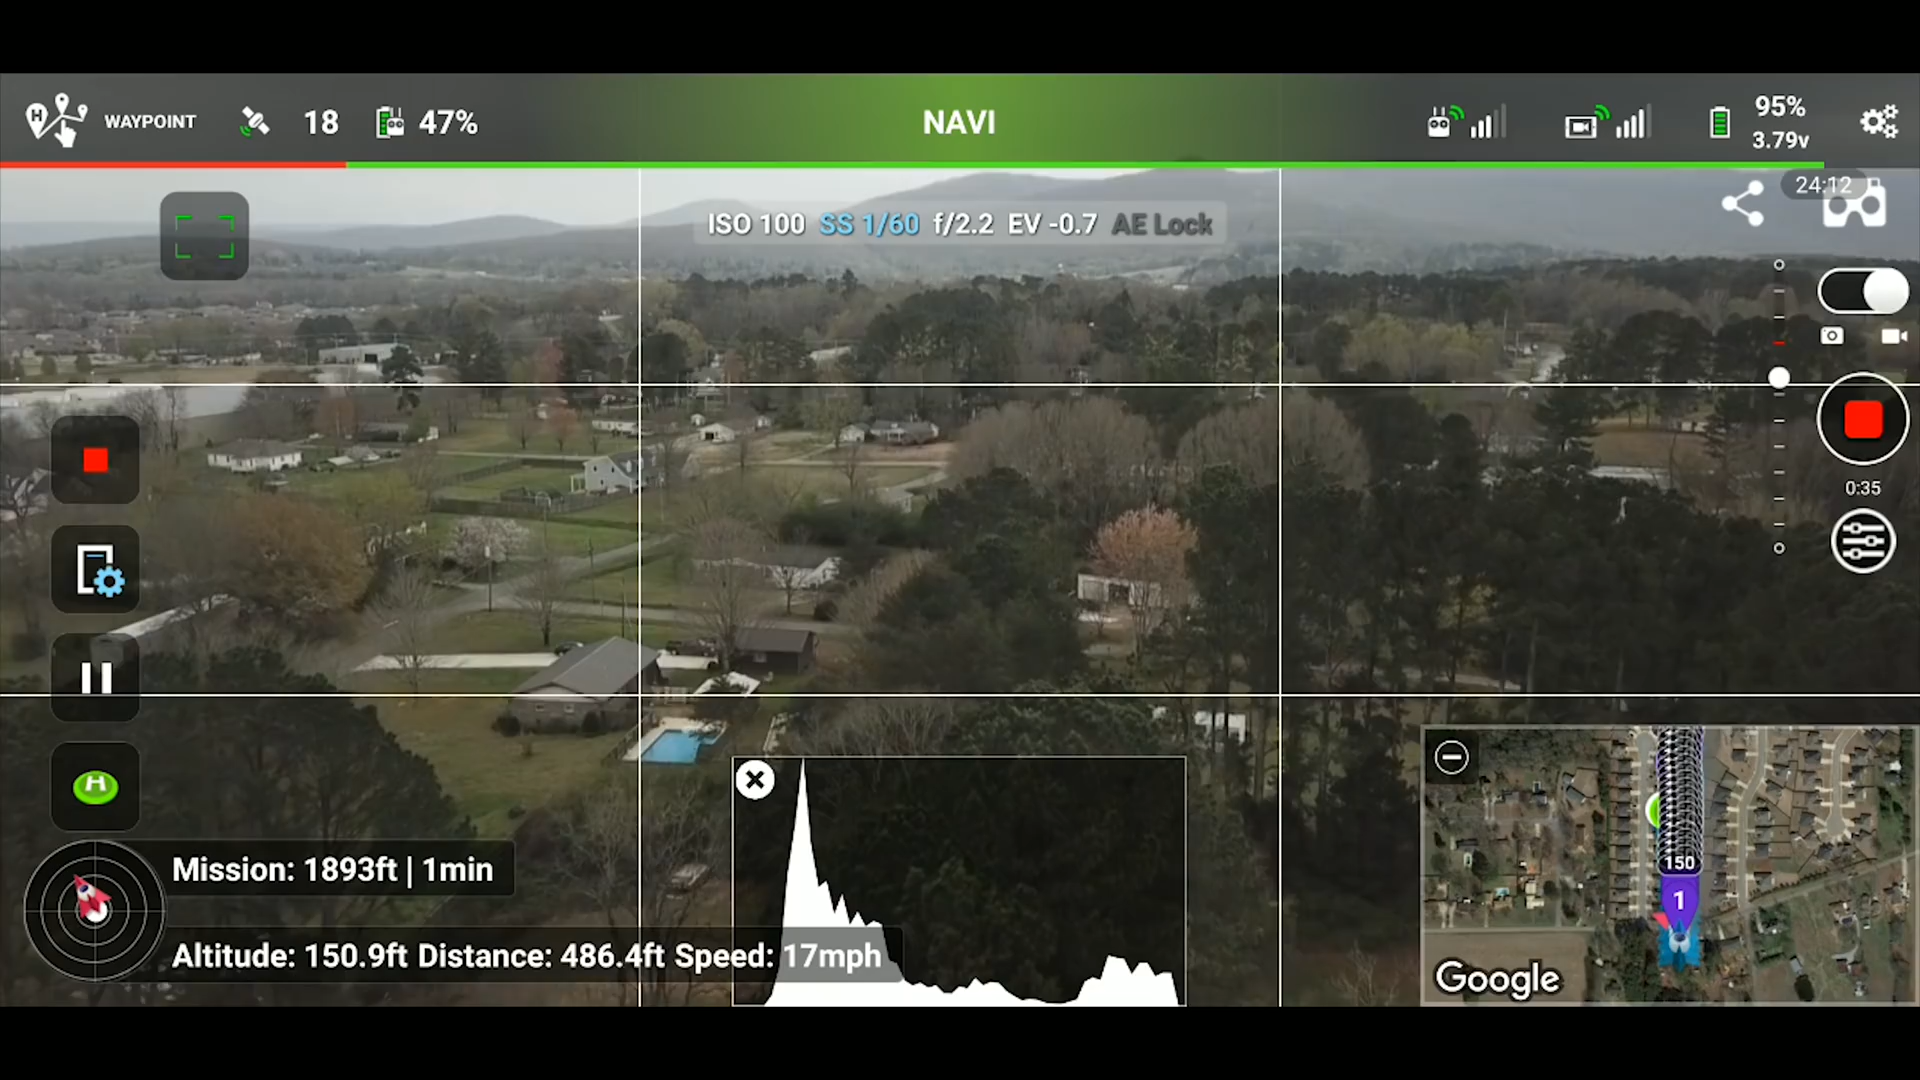 WAYPOINT 18 47% NAVI 95%
3.79v
24:12
ISO 100 SS 1/60 f/2.2 EV -0.7 AE Lock
0:35
H
Mission: 1893ft | 1min
Altitude: 150.9ft Distance: 486.4ft Speed: 17mph
150
1
Google